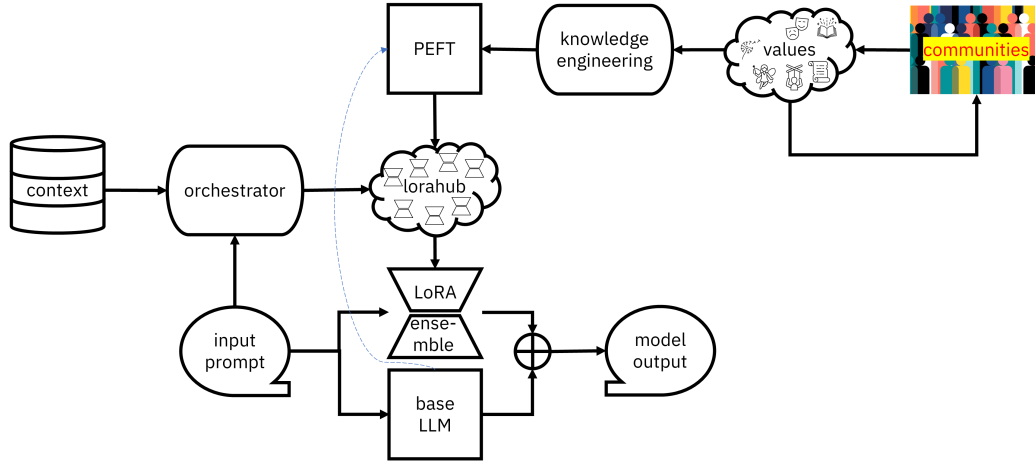 PEFT
knowledge
engineering
values
communities
context
orchestrator
lorahub
LoRA
ense-
mble
input
prompt
model
output
base
LLM